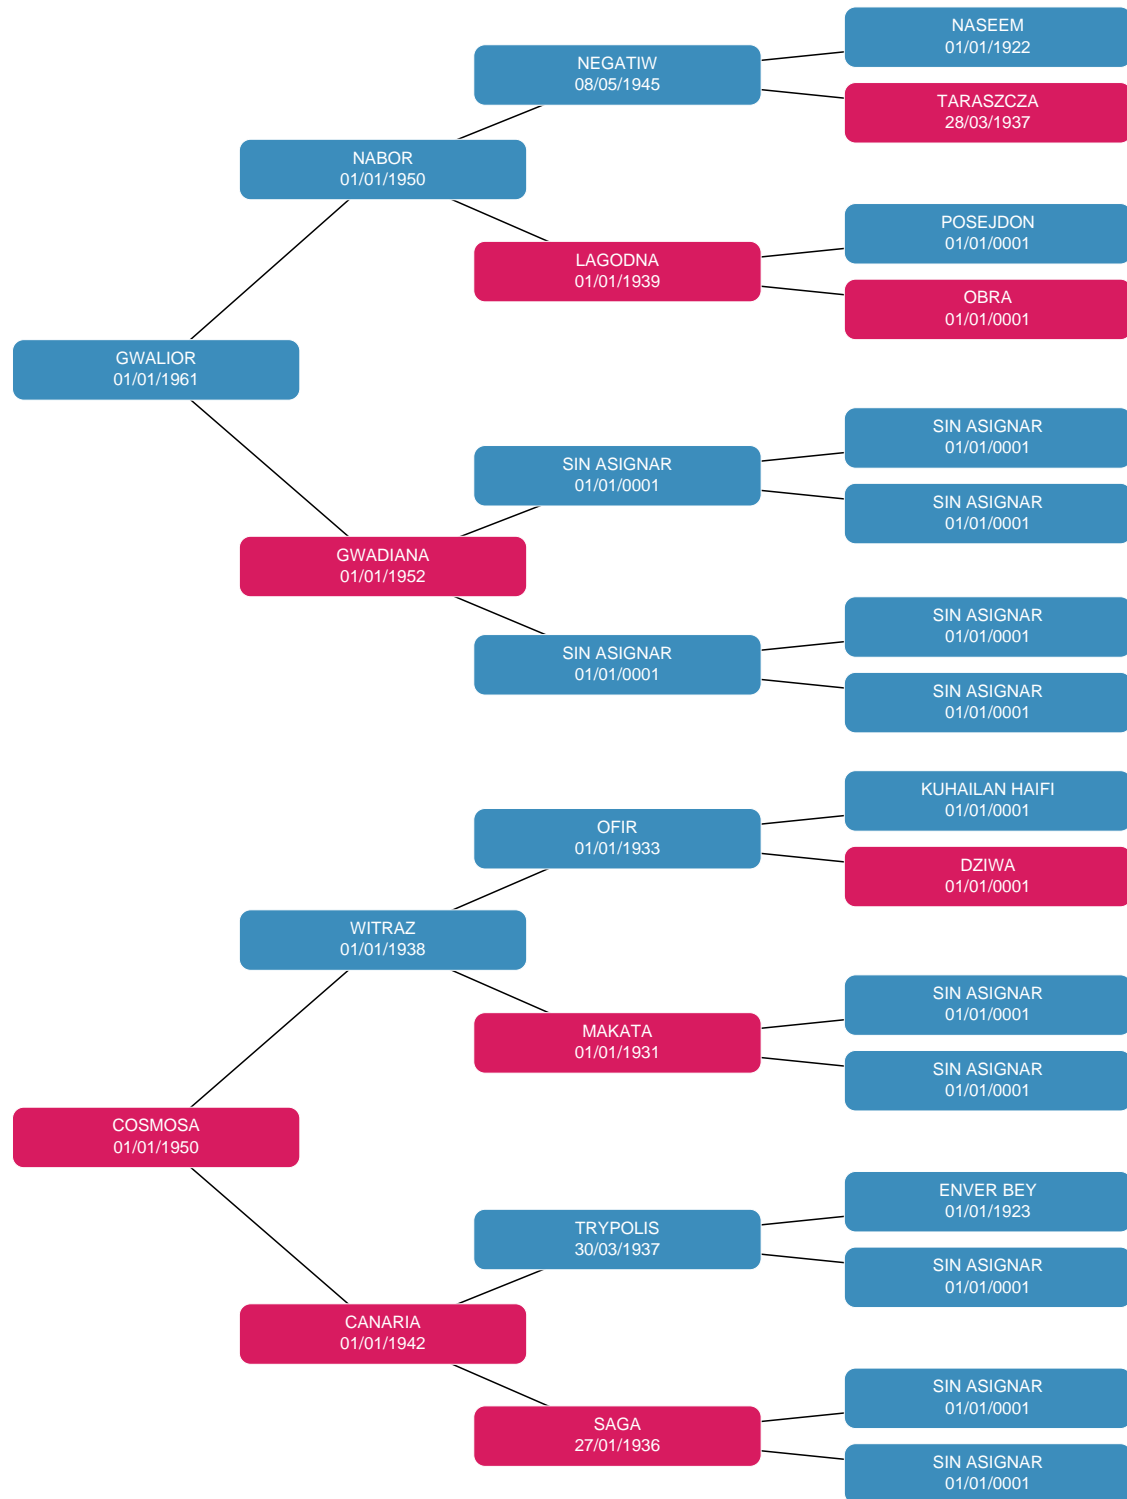 NASEEM
01/01/1922
NEGATIW
08/05/1945
TARASZCZA
28/03/1937
NABOR
01/01/1950
POSEJDON
01/01/0001
LAGODNA
01/01/1939
OBRA
01/01/0001
GWALIOR
01/01/1961
SIN ASIGNAR
01/01/0001
SIN ASIGNAR
01/01/0001
SIN ASIGNAR
01/01/0001
GWADIANA
01/01/1952
SIN ASIGNAR
01/01/0001
SIN ASIGNAR
01/01/0001
SIN ASIGNAR
01/01/0001
KUHAILAN HAIFI
01/01/0001
OFIR
01/01/1933
DZIWA
01/01/0001
WITRAZ
01/01/1938
SIN ASIGNAR
01/01/0001
MAKATA
01/01/1931
SIN ASIGNAR
01/01/0001
COSMOSA
01/01/1950
ENVER BEY
01/01/1923
TRYPOLIS
30/03/1937
SIN ASIGNAR
01/01/0001
CANARIA
01/01/1942
SIN ASIGNAR
01/01/0001
SAGA
27/01/1936
SIN ASIGNAR
01/01/0001